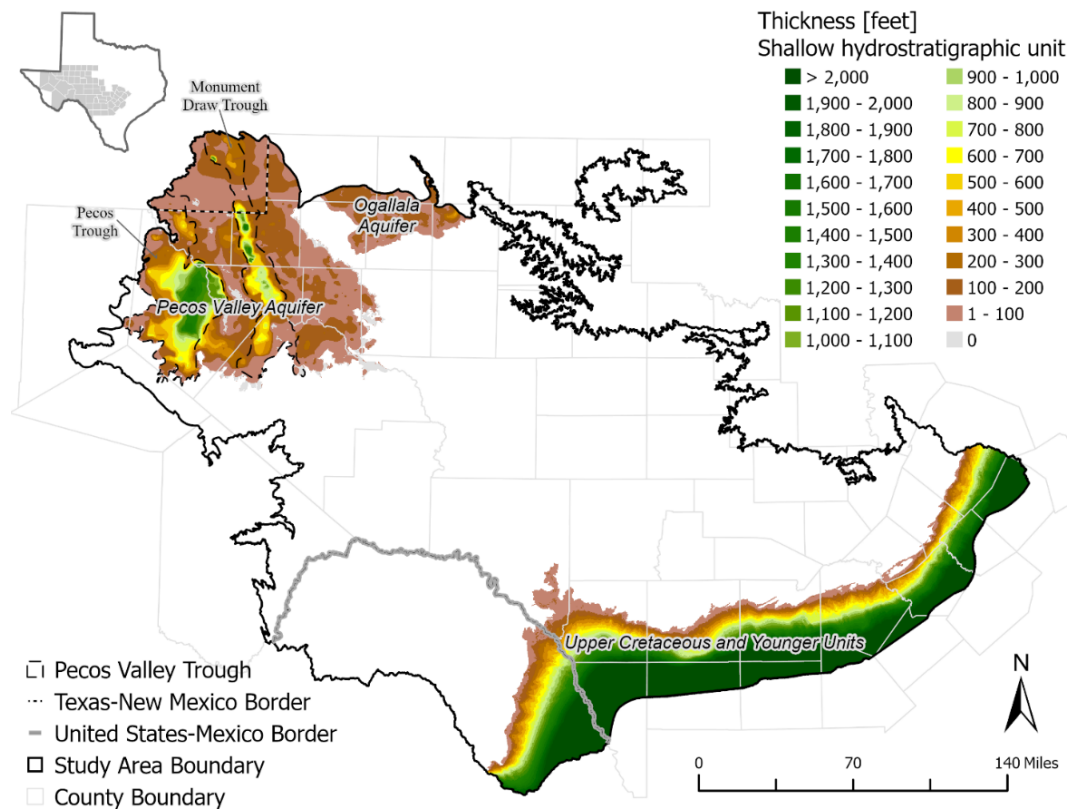 Thickness [feet]
Shallow hydrostratigraphic unit
> 2,000
1,900 - 2,000
1,800 - 1,900
1,700 - 1,800
1,600 - 1,700
1,500 - 1,600
1,400 - 1,500
1,300 - 1,400
1,200 - 1,300
1,100 - 1,200
1,000 - 1,100
900 - 1,000
800 - 900
700 - 800
600 - 700
500 - 600
400 - 500
300 - 400
200 - 300
100 - 200
1 - 100
0
Monument
Draw Trough
Pecos
Trough
Ogallala
Aquifer
Pecos Valley Aquifer
Upper Cretaceous and Younger Units
Pecos Valley Trough
Texas-New Mexico Border
United States-Mexico Border
Study Area Boundary
County Boundary
N
0 70 140 Miles